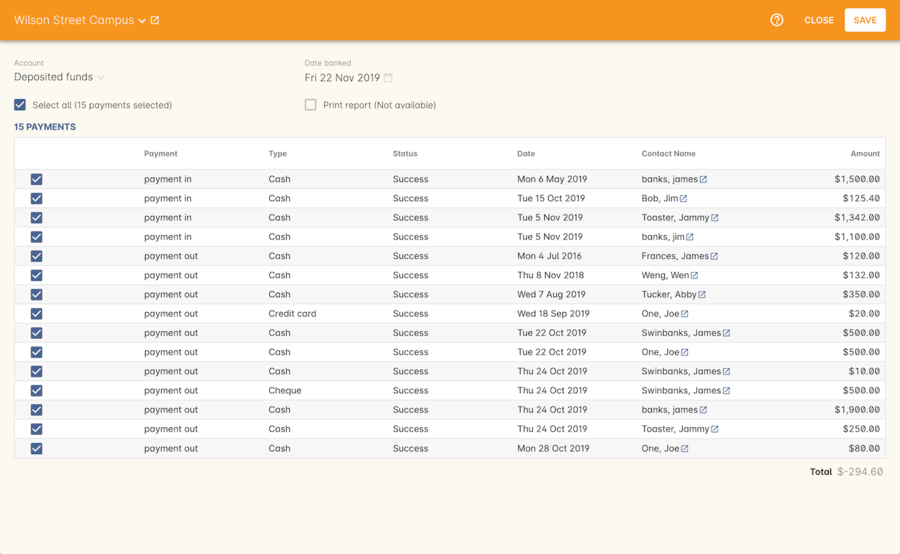 Wilson Street Campus CLOSE SAVE
Account Date banked
Deposited funds Fri 22 Nov 2019
Select all (15 payments selected) Print report (Not available)
15 PAYMENTS
Payment Type Status Date Contact Name Amount
payment in Cash Success Mon 6 May 2019 banks, james $1,500.00
payment in Cash Success Tue 15 Oct 2019 Bob, Jim $125.40
payment in Cash Success Tue 5 Nov 2019 Toaster, Jammy $1,342.00
payment in Cash Success Tue 5 Nov 2019 banks, jim $1,100.00
payment out Cash Success Mon 4 Jul 2016 Frances, James $120.00
payment out Cash Success Thu 8 Nov 2018 Weng, Wen $132.00
payment out Cash Success Wed 7 Aug 2019 Tucker, Abby $350.00
payment out Credit card Success Wed 18 Sep 2019 One, Joe $20.00
payment out Cash Success Tue 22 Oct 2019 Swinbanks, James $500.00
payment out Cash Success Tue 22 Oct 2019 One, Joe $500.00
payment out Cash Success Thu 24 Oct 2019 Swinbanks, James $10.00
payment out Cheque Success Thu 24 Oct 2019 Swinbanks, James $500.00
payment out Cash Success Thu 24 Oct 2019 banks, james $1,900.00
payment out Cash Success Thu 24 Oct 2019 Toaster, Jammy $250.00
payment out Cash Success Mon 28 Oct 2019 One, Joe $80.00
Total $-294.60